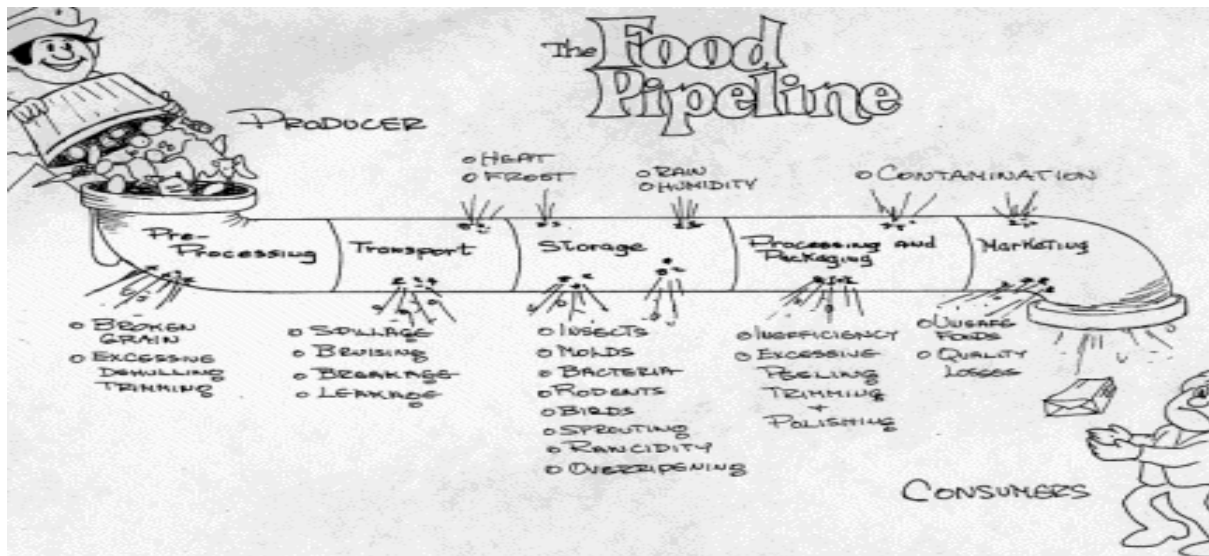 The Food
Pipeline
PRODUCER
o HEAT
o FROST
o RAIN
o HUMIDITY
o CONTAMINATION
Pre-
Processing
Transport
Storage
Processing and
Packaging
Marketing
o BROKEN
GRAIN
o EXCESSIVE
DEHULLING
TRIMMING
o SPILLAGE
o BRUISING
o BREAKAGE
o LEAKAGE
o INSECTS
o MOLDS
o BACTERIA
o RODENTS
o BIRDS
o SPROUTING
o RANCIDITY
o OVERRIPENING
o INEFFICIENCY
o EXCESSIVE
PEELING
TRIMMING
+
POLISHING
o UNSAFE
FOODS
o QUALITY
LOSSES
CONSUMERS